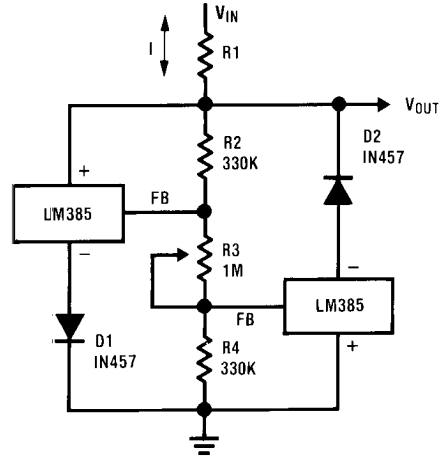 VIN
I
R1
VOUT
D2
IN457
R2
330K
+
FB
LM385
R3
1M
−
−
LM385
FB
D1
IN457
R4
330K
+